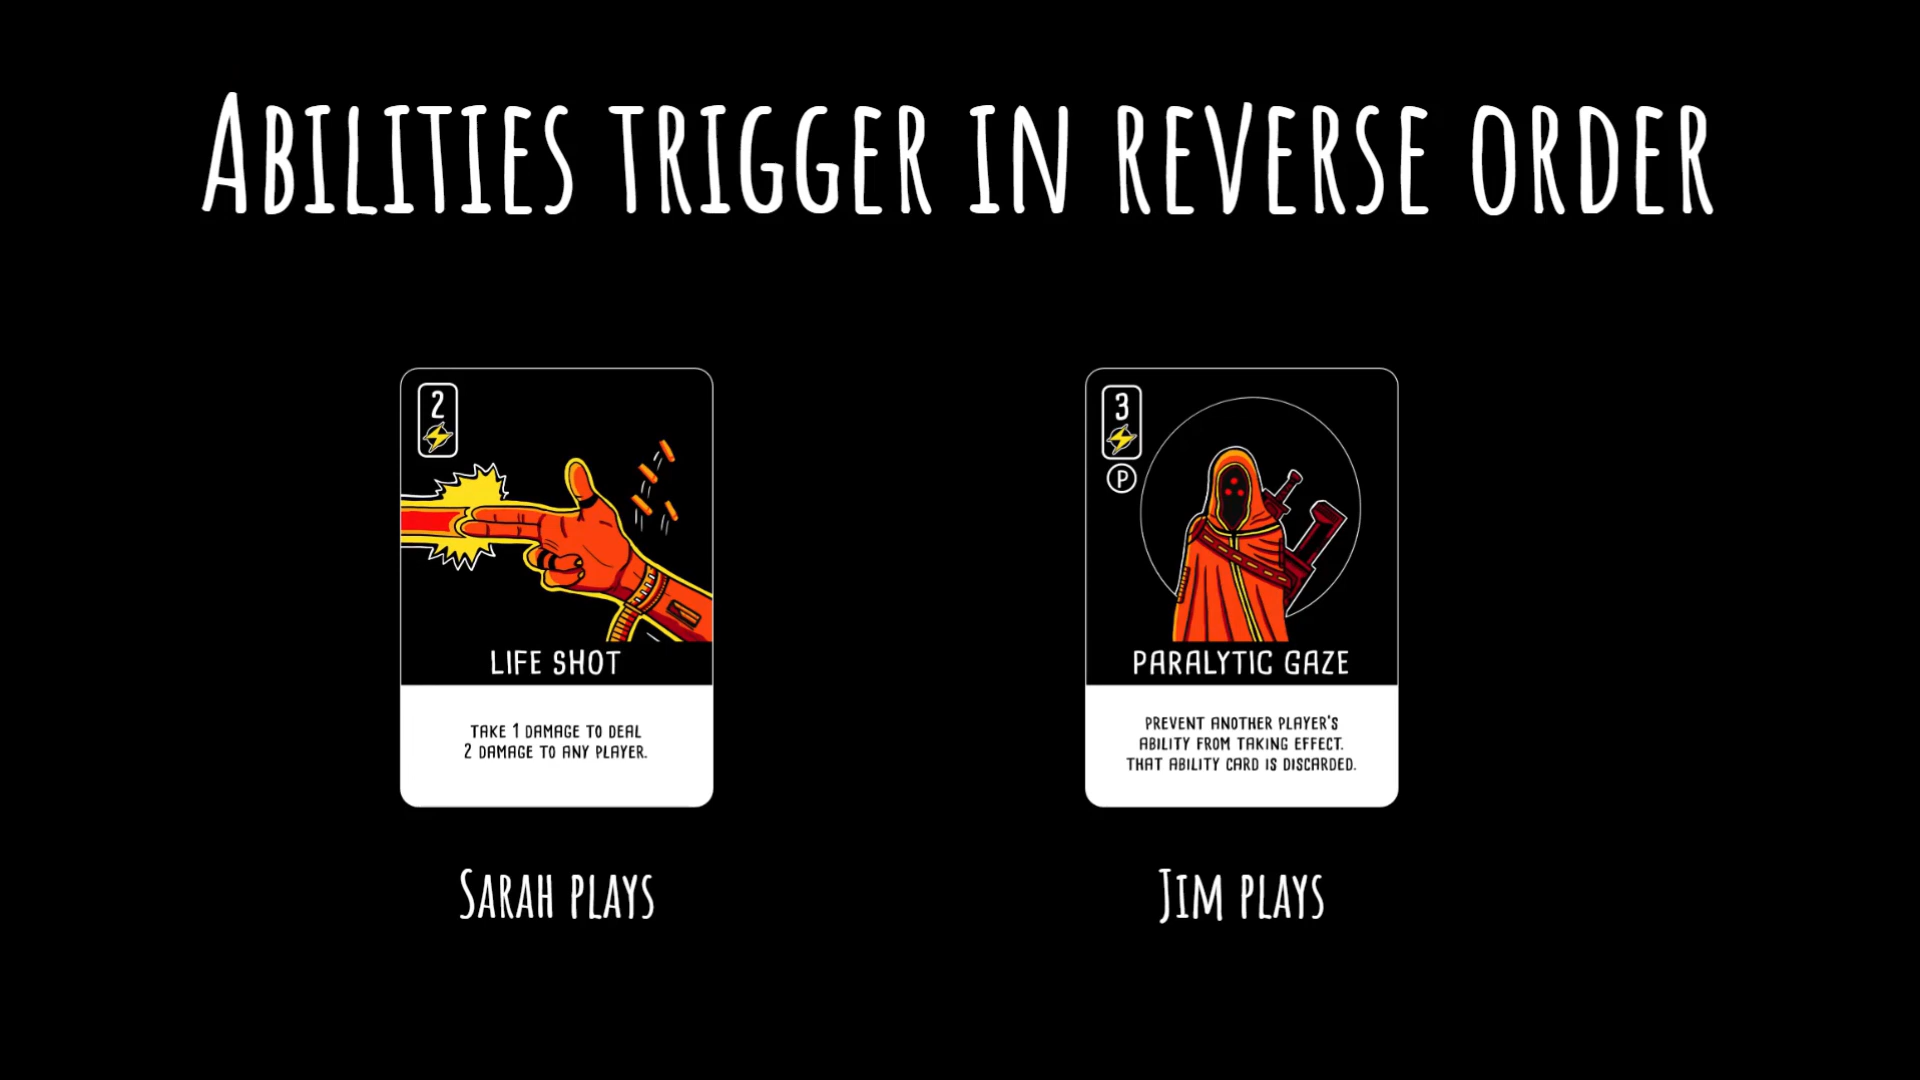 ABILITIES TRIGGER IN REVERSE ORDER
2
LIFE SHOT
TAKE 1 DAMAGE TO DEAL
2 DAMAGE TO ANY PLAYER.
SARAH PLAYS
3
P
PARALYTIC GAZE
PREVENT ANOTHER PLAYER'S
ABILITY FROM TAKING EFFECT.
THAT ABILITY CARD IS DISCARDED.
JIM PLAYS